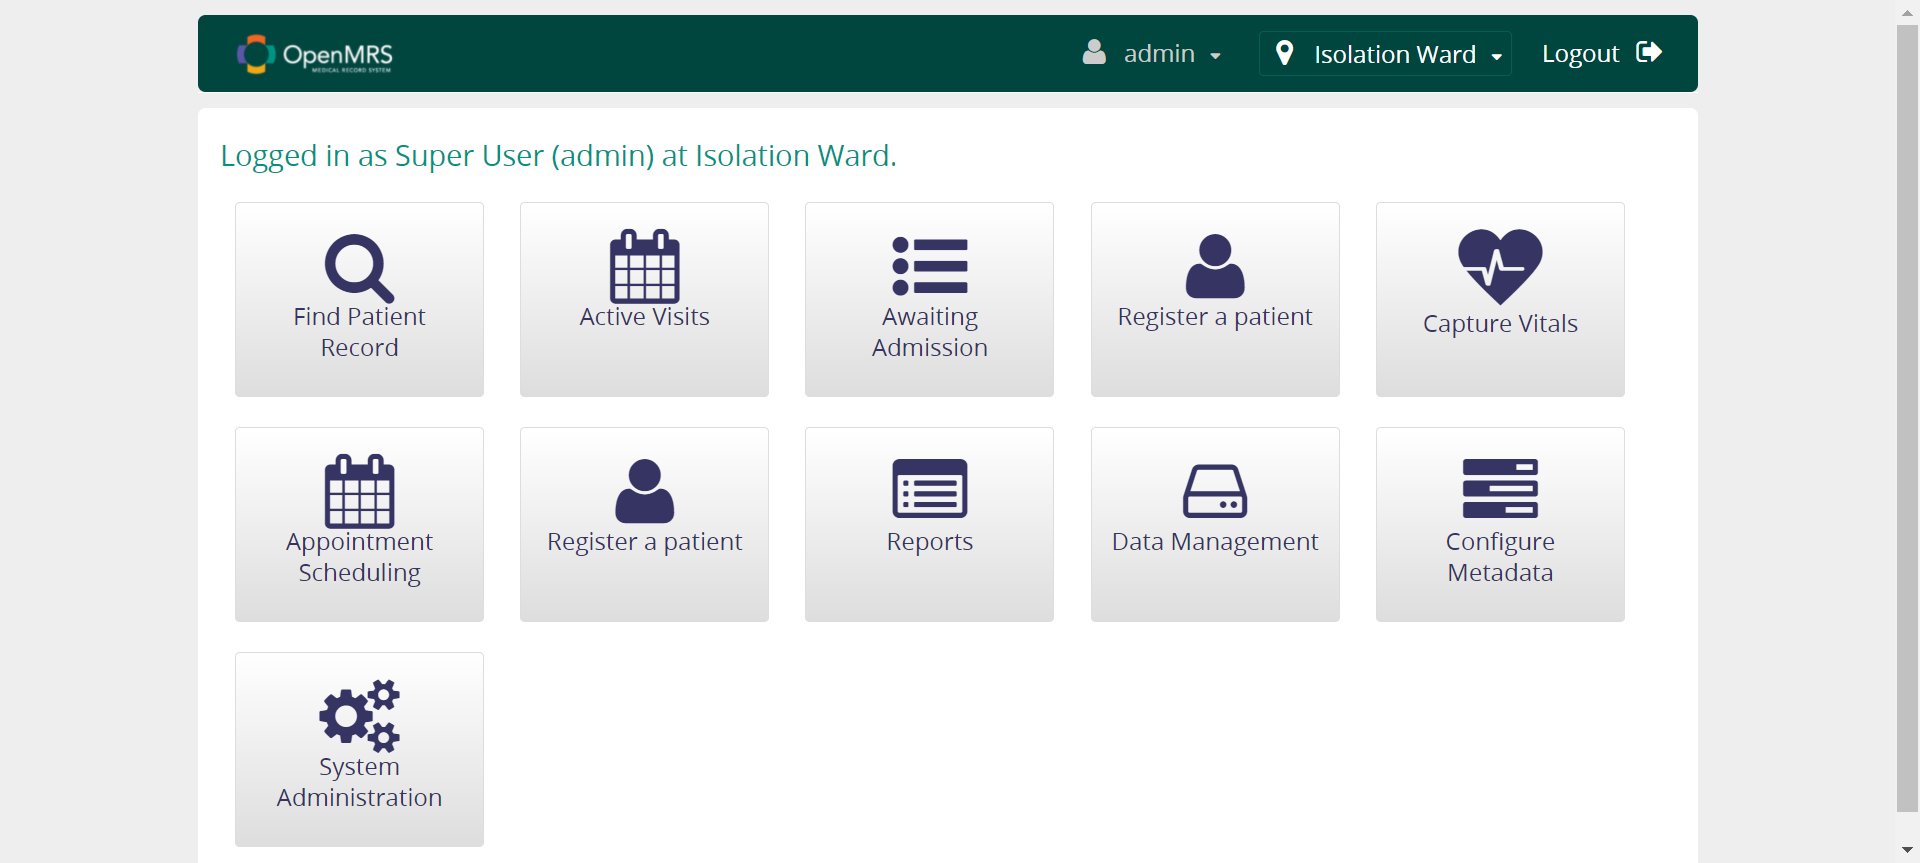 OpenMRS
MEDICAL RECORD SYSTEM
admin
Isolation Ward
Logout
Logged in as Super User (admin) at Isolation Ward.
Find Patient
Record
Active Visits
Awaiting
Admission
Register a patient
Capture Vitals
Appointment
Scheduling
Register a patient
Reports
Data Management
Configure
Metadata
System
Administration